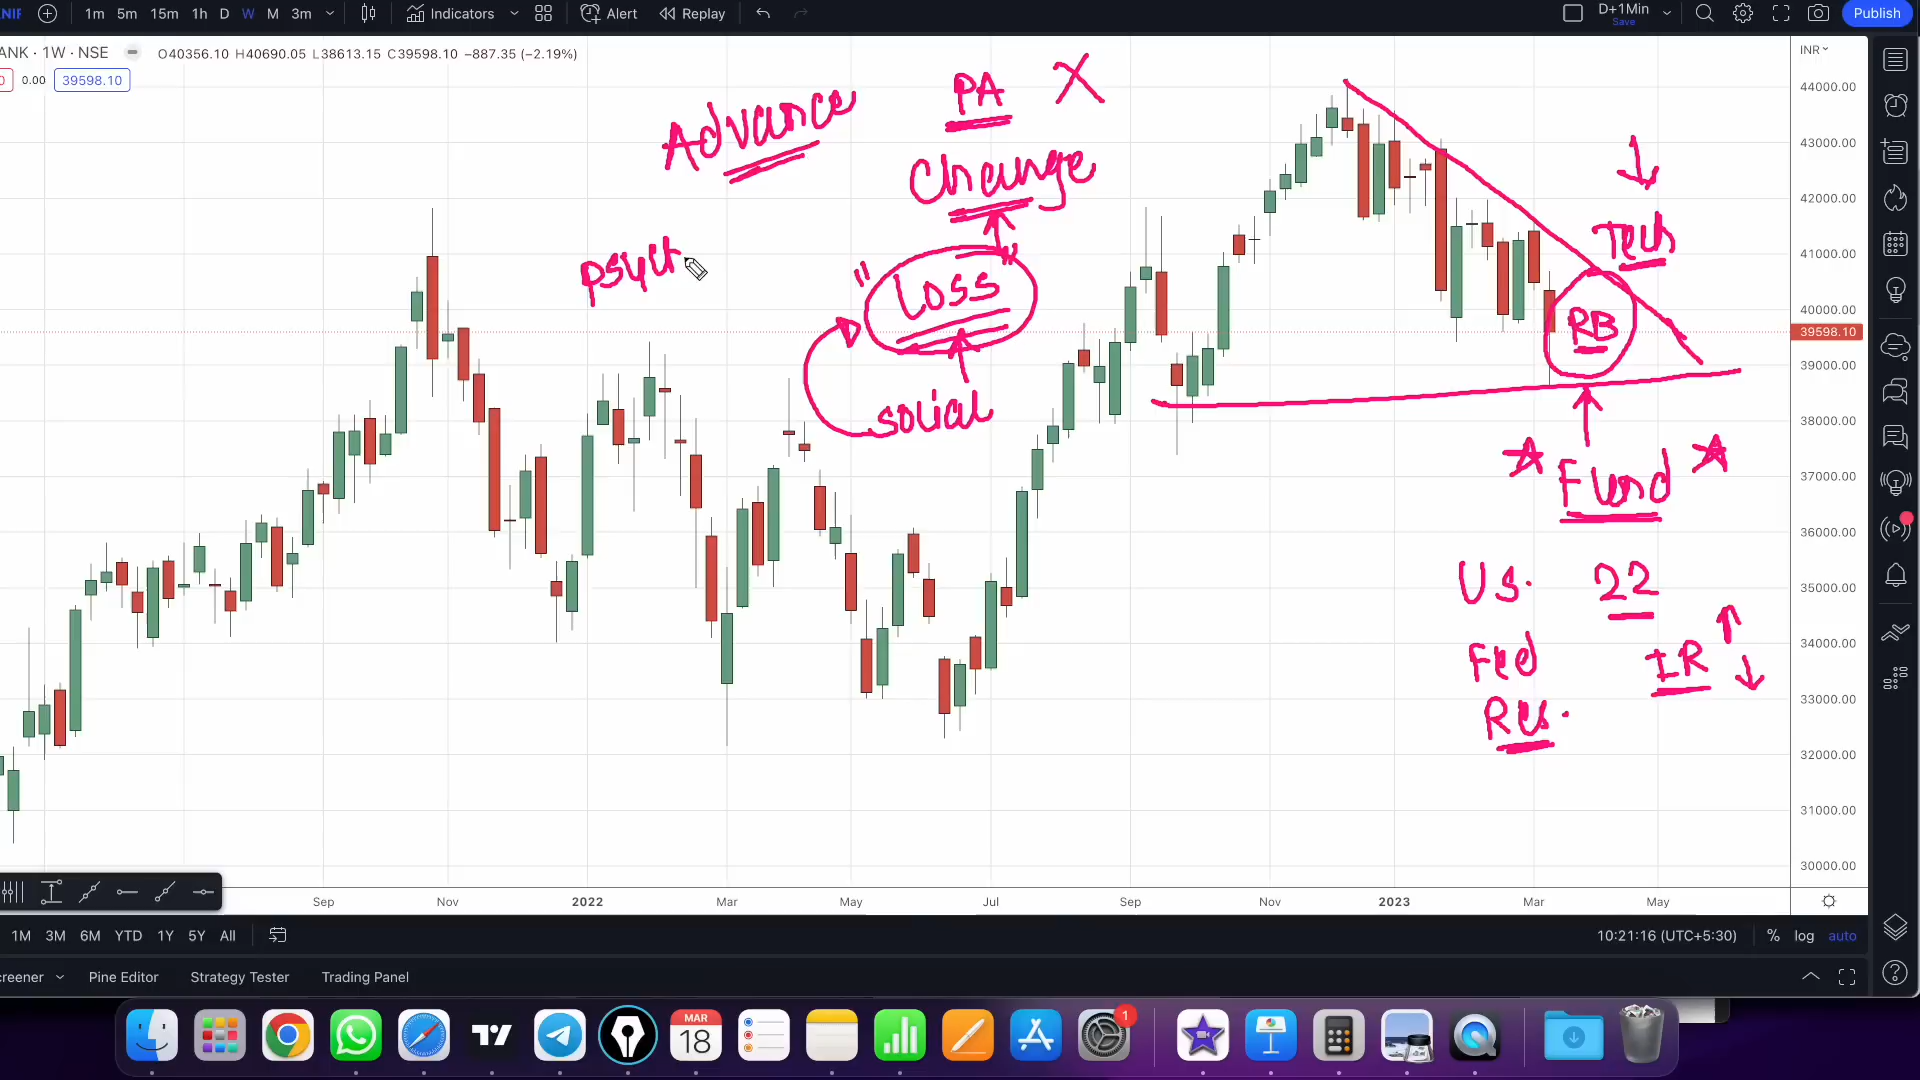 ANIF 1m 5m 15m 1h D W M 3m Indicators Alert Replay D+1Min Save Publish
ANK · 1W · NSE O40356.10 H40690.05 L38613.15 C39598.10 −887.35 (−2.19%) INR
0 0.00 39598.10
Advance
PA X
Change
"Loss"
social
psych
Tech
RB
Fund
US. 22
Fed IR
Res.
44000.00
43000.00
42000.00
41000.00
40000.00
39598.10
39000.00
38000.00
37000.00
36000.00
35000.00
34000.00
33000.00
32000.00
31000.00
30000.00
Sep Nov 2022 Mar May Jul Sep Nov 2023 Mar May
1M 3M 6M YTD 1Y 5Y All 10:21:16 (UTC+5:30) % log auto
creener Pine Editor Strategy Tester Trading Panel
MAR
18
1